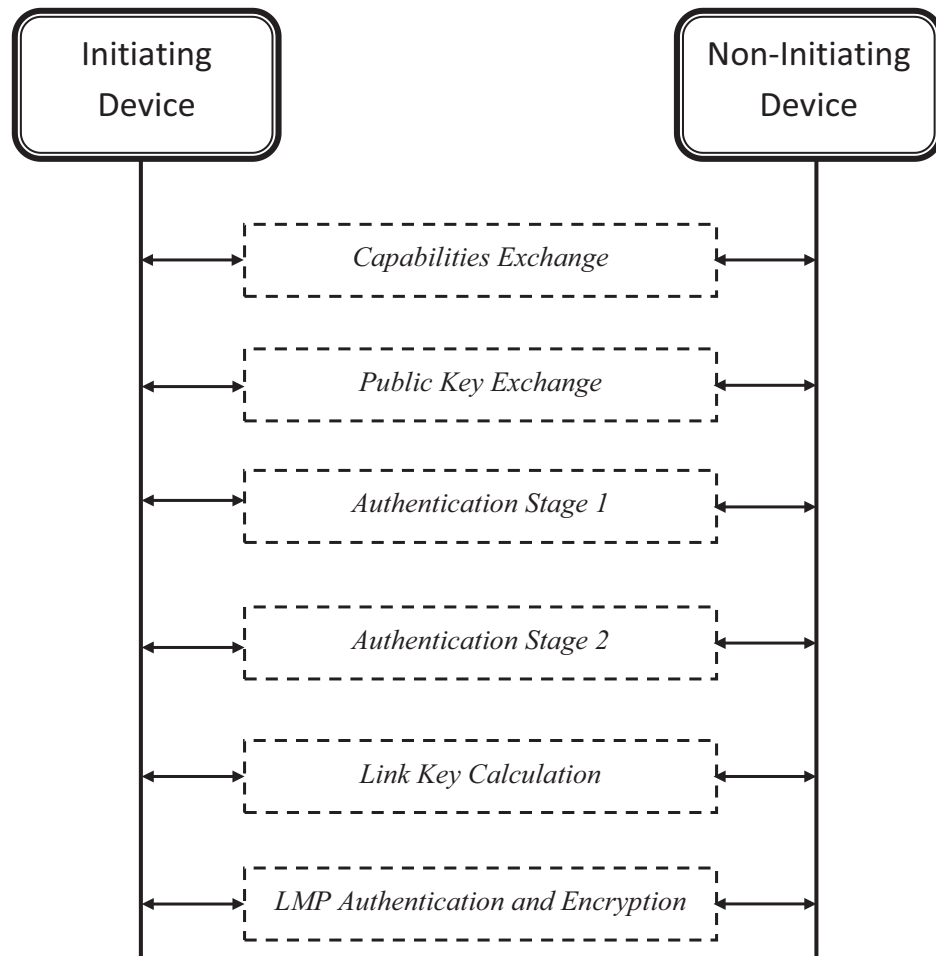 Initiating
Device
Non-Initiating
Device
Capabilities Exchange
Public Key Exchange
Authentication Stage 1
Authentication Stage 2
Link Key Calculation
LMP Authentication and Encryption